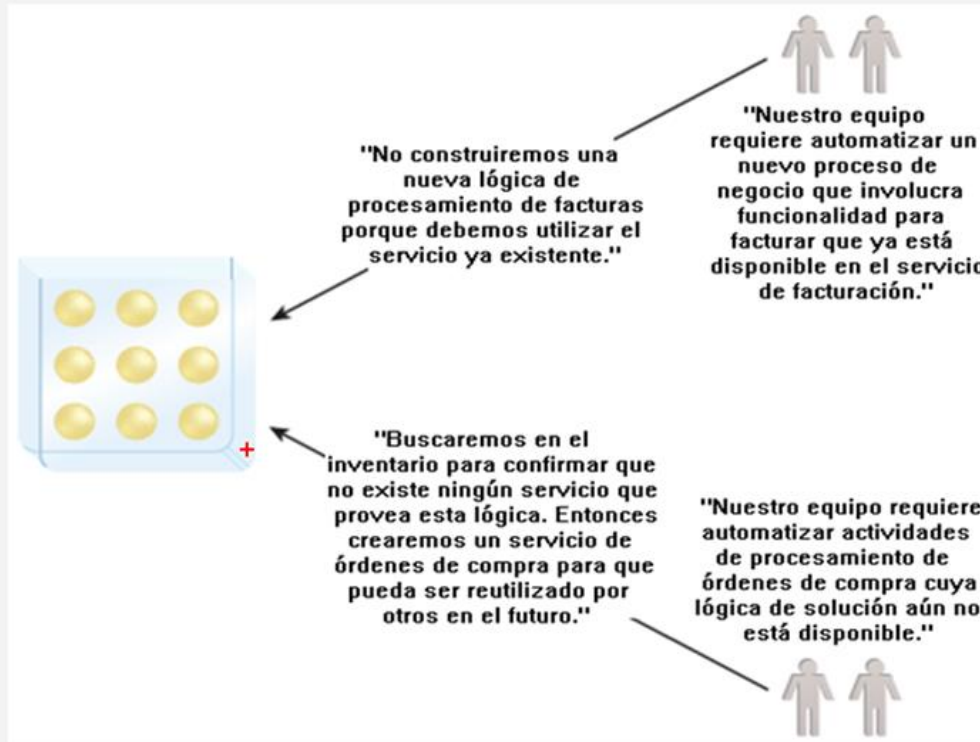 "Nuestro equipo
requiere automatizar un
nuevo proceso de
negocio que involucra
funcionalidad para
facturar que ya está
disponible en el servicio
de facturación."
"No construiremos una
nueva lógica de
procesamiento de facturas
porque debemos utilizar el
servicio ya existente."
"Buscaremos en el
inventario para confirmar que
no existe ningún servicio que
provea esta lógica. Entonces
crearemos un servicio de
órdenes de compra para que
pueda ser reutilizado por
otros en el futuro."
"Nuestro equipo requiere
automatizar actividades
de procesamiento de
órdenes de compra cuya
lógica de solución aún no
está disponible."